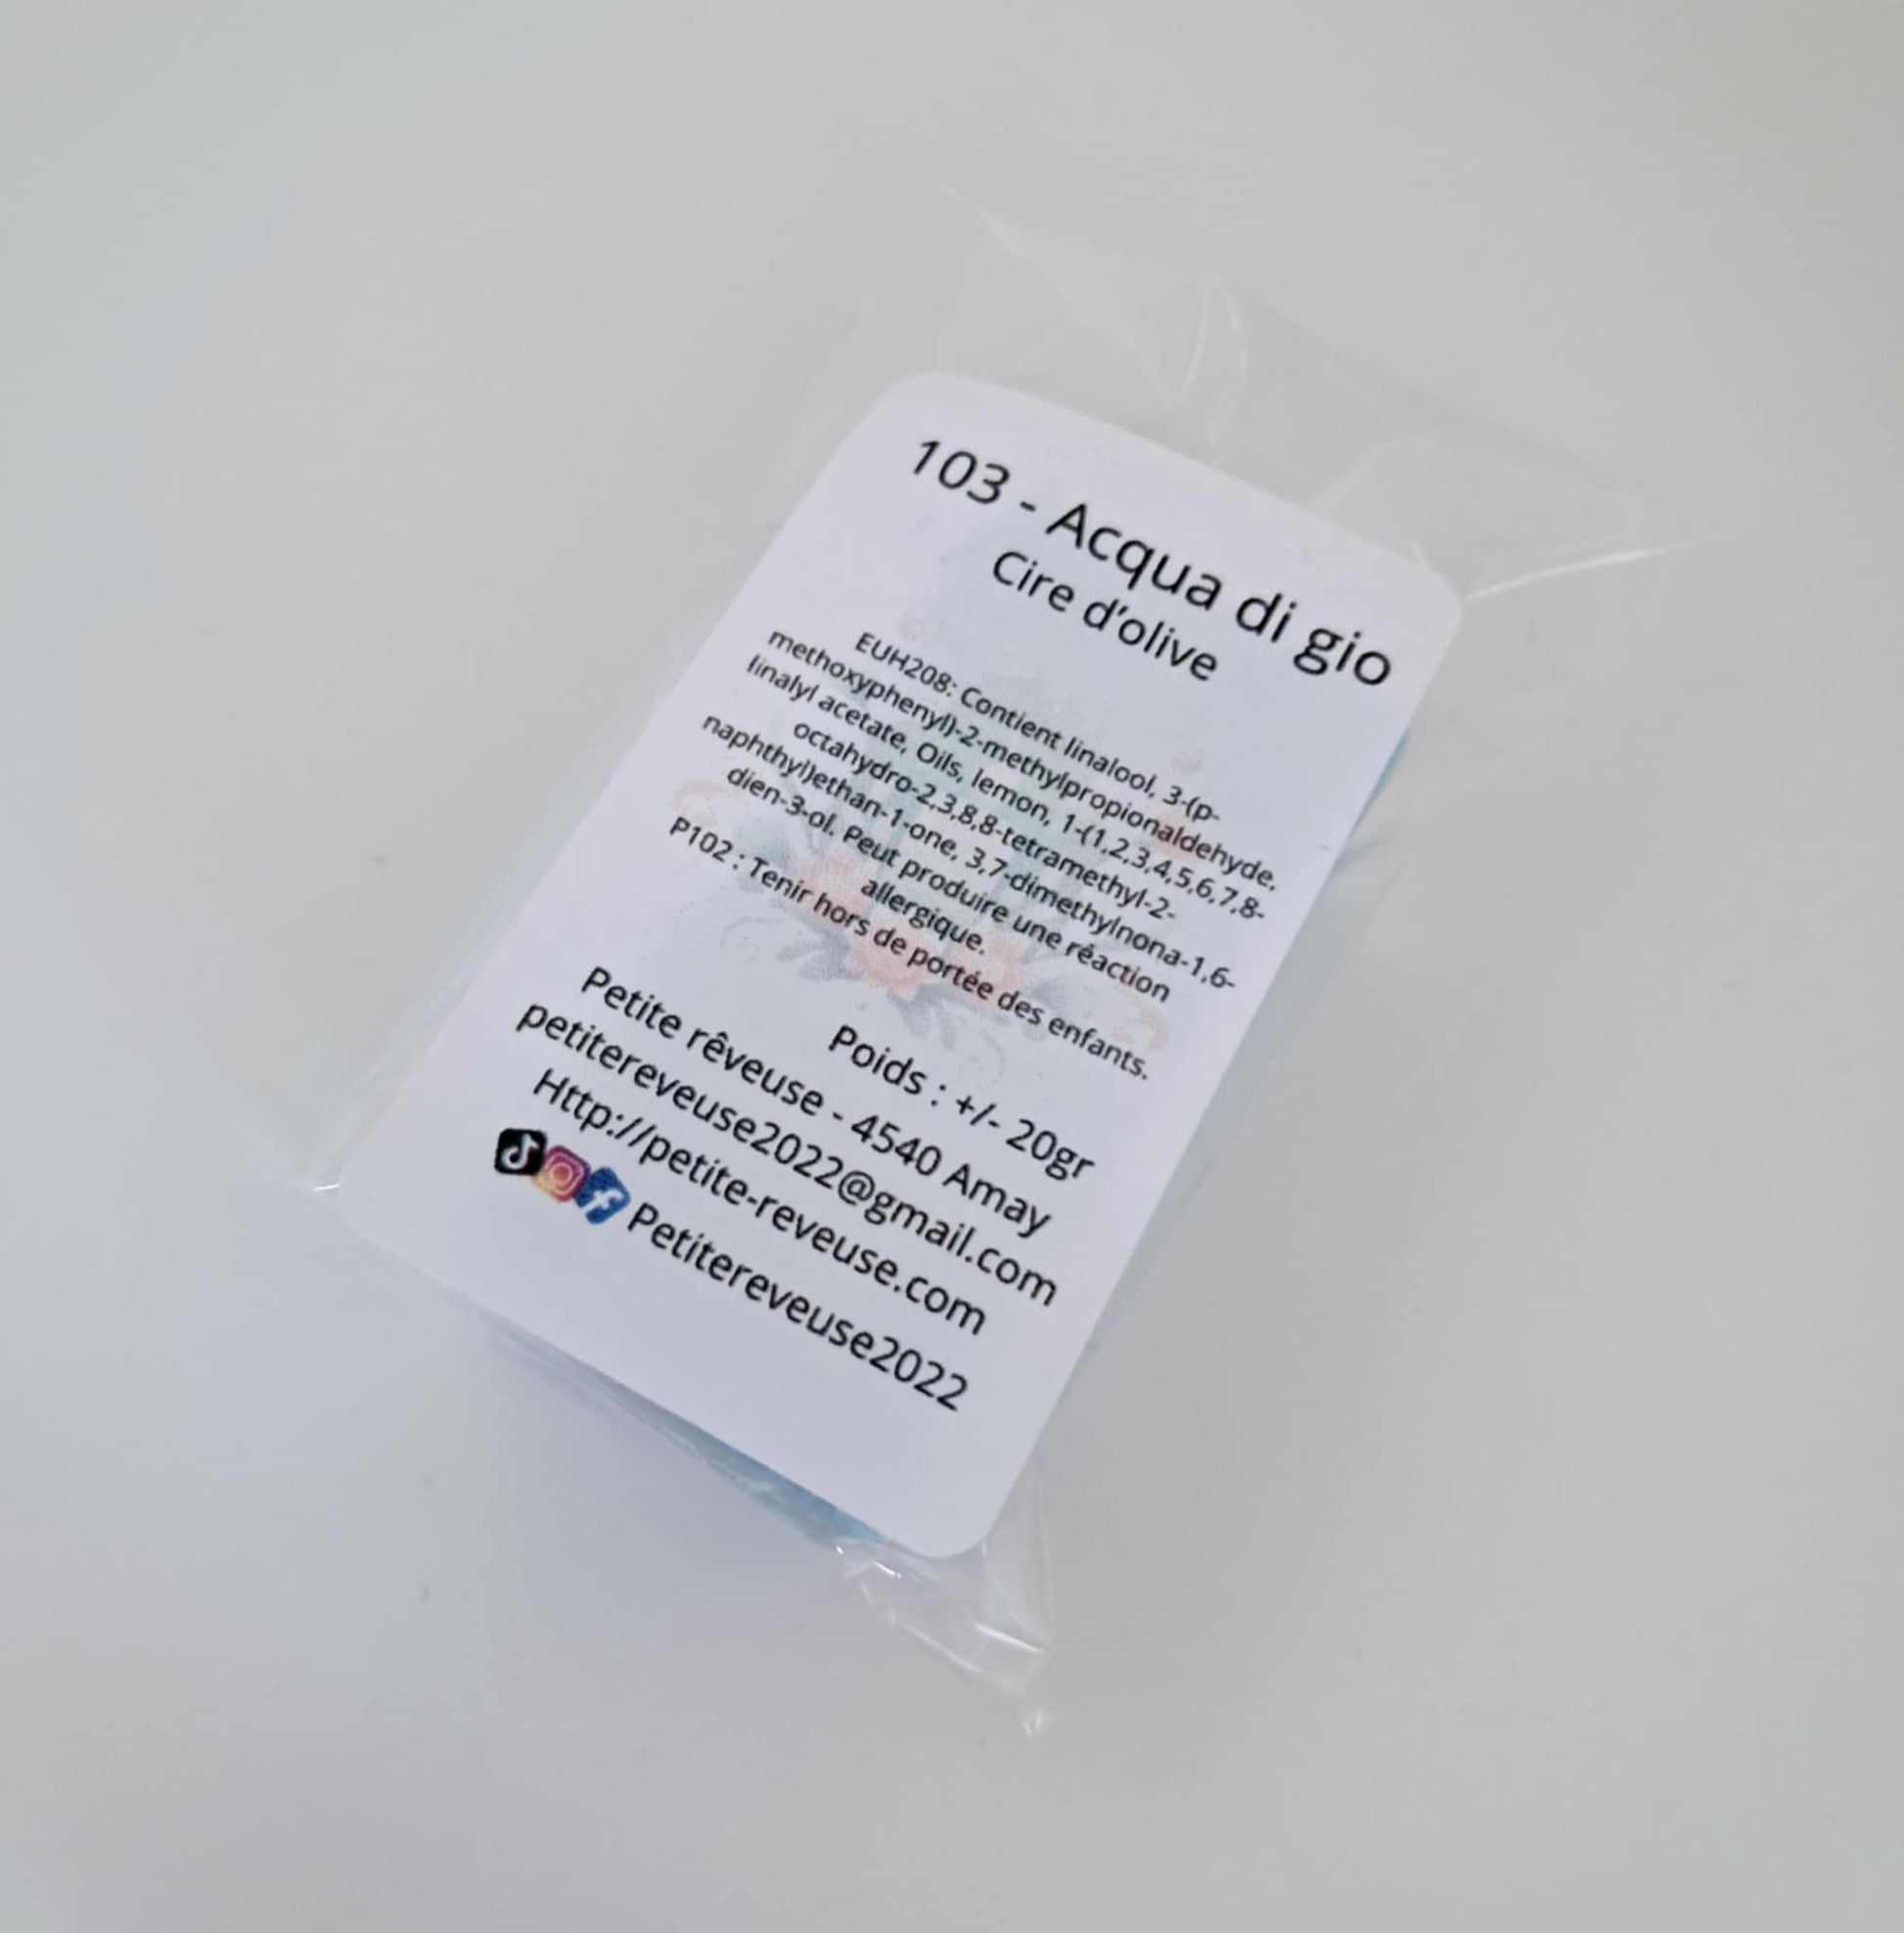 103 - Acqua di gio
Cire d'olive
EUH208: Contient linalool, 3-(p-
methoxyphenyl)-2-methylpropionaldehyde,
linalyl acetate, Oils, lemon, 1-(1,2,3,4,5,6,7,8-
octahydro-2,3,8,8-tetramethyl-2-
naphthyl)ethan-1-one, 3,7-dimethylnona-1,6-
dien-3-ol. Peut produire une réaction
allergique.
P102 : Tenir hors de portée des enfants.
Poids : +/- 20gr
Petite rêveuse - 4540 Amay
petitereveuse2022@gmail.com
Http://petite-reveuse.com
Petitereveuse2022